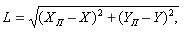 L = √((X_Л − X)² + (Y_Л − Y)²,